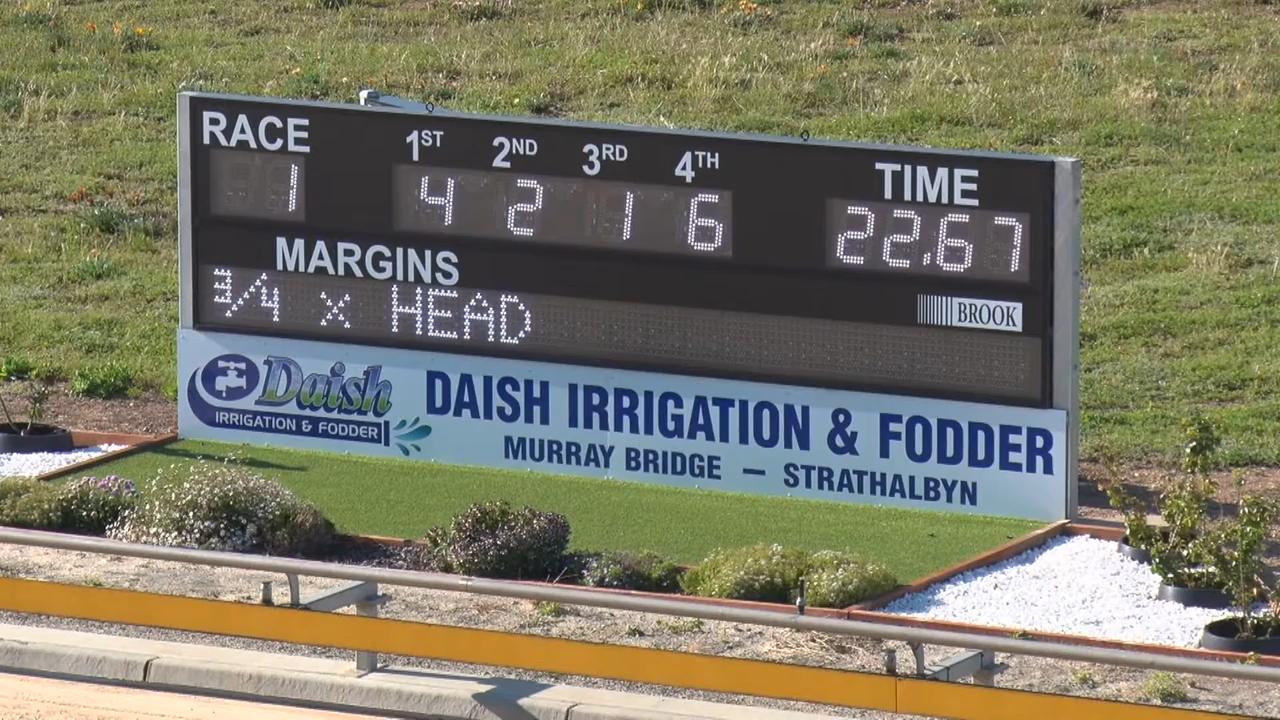 RACE 1ST 2ND 3RD 4TH TIME
1 4 2 1 6 22.67
MARGINS
3/4 x HEAD
BROOK
Daish
IRRIGATION & FODDER
DAISH IRRIGATION & FODDER
MURRAY BRIDGE — STRATHALBYN